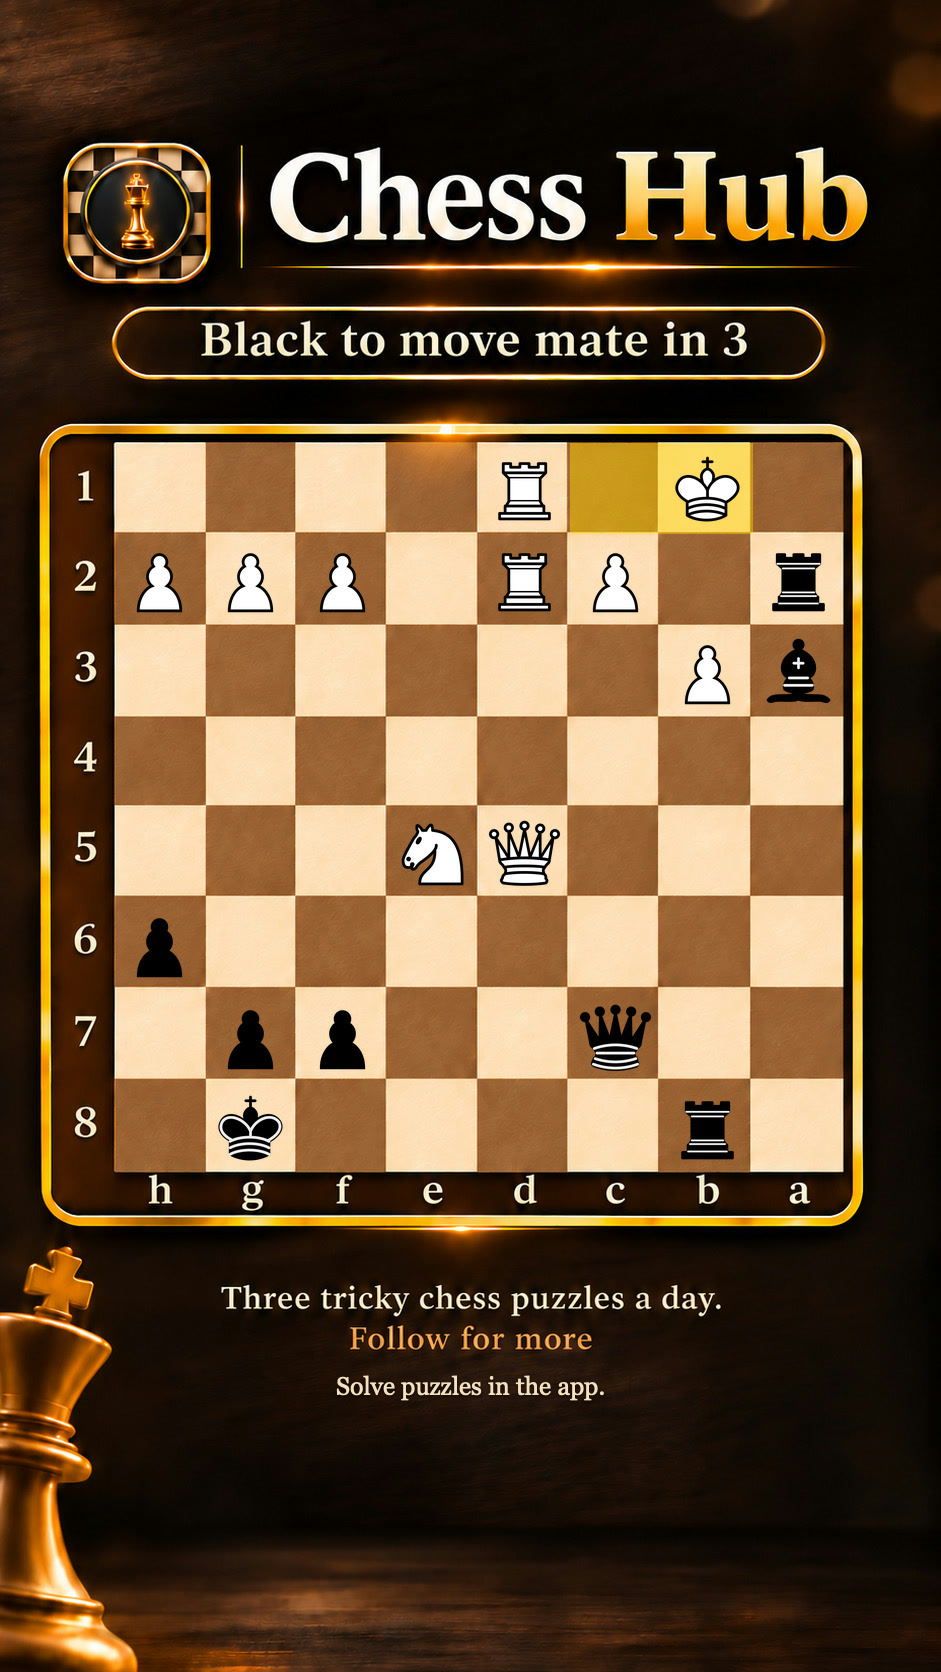 Chess Hub
Black to move mate in 3
1
2
3
4
5
6
7
8
h g f e d c b a
Three tricky chess puzzles a day.
Follow for more
Solve puzzles in the app.